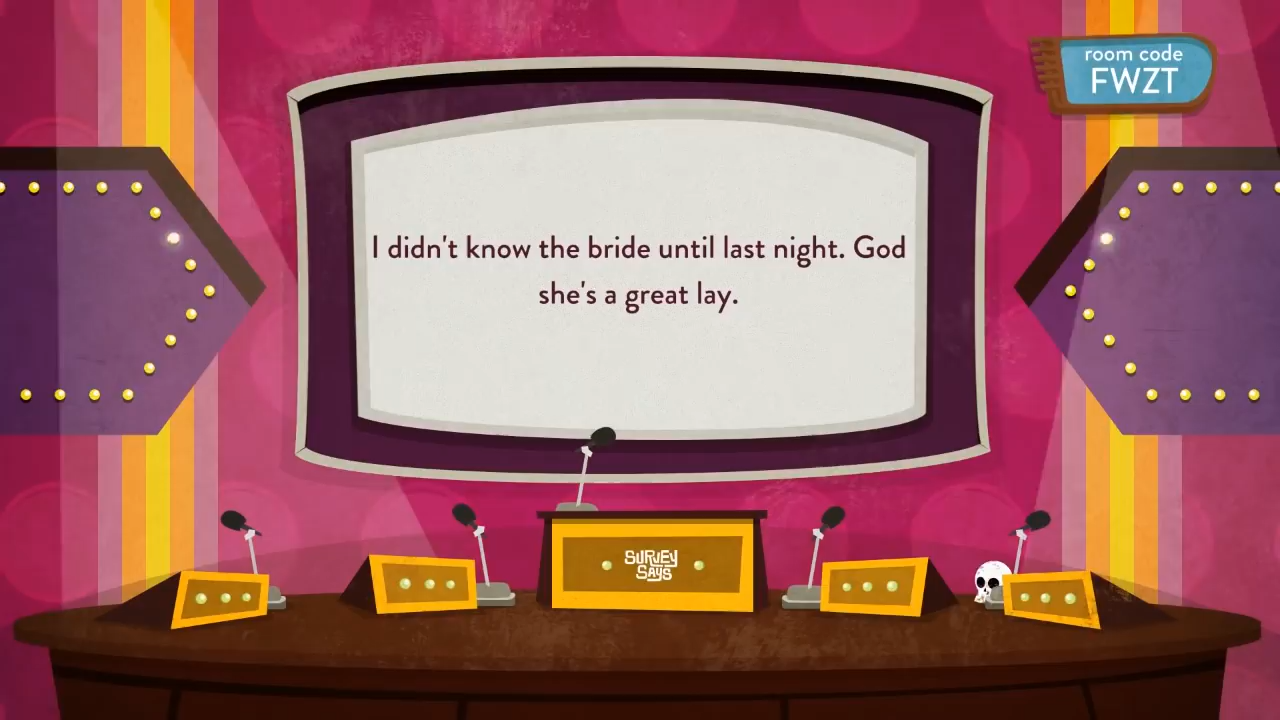 room code
FWZT
I didn't know the bride until last night. God
she's a great lay.
SURVEY
SAYS